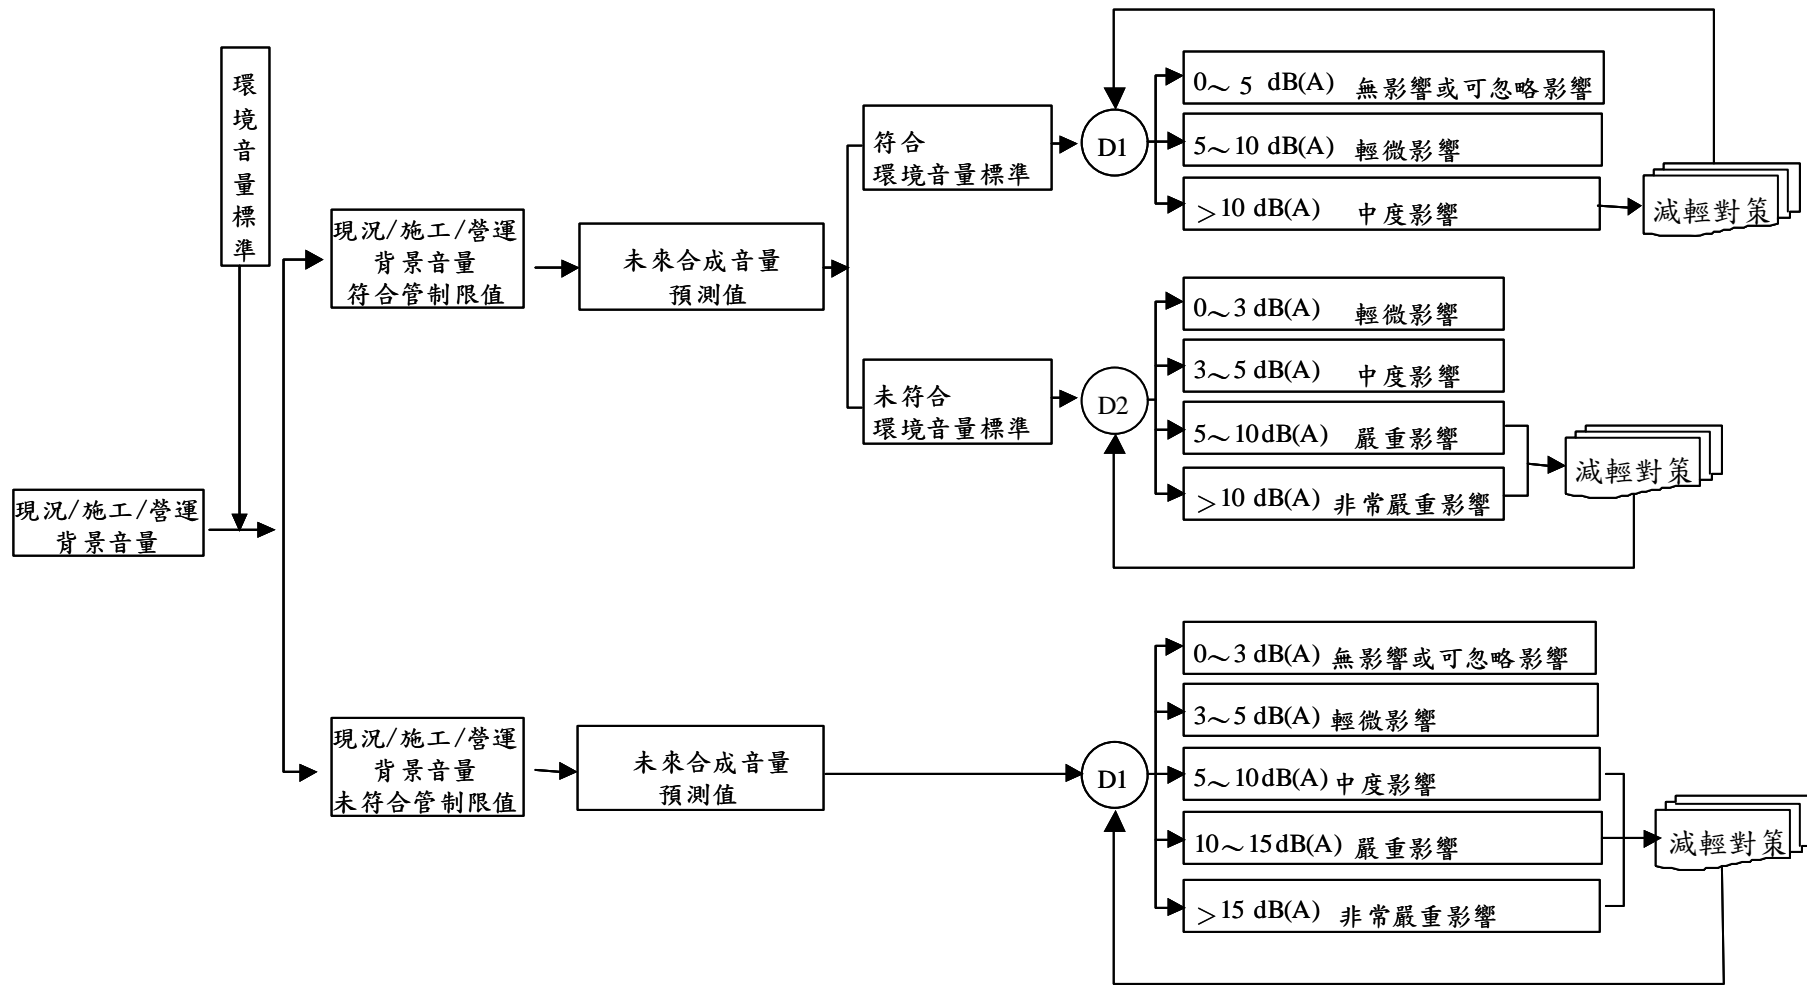 環境音量標準
現況/施工/營運
背景音量
現況/施工/營運
背景音量
符合管制限值
未來合成音量
預測值
符合
環境音量標準
D1
0～5 dB(A) 無影響或可忽略影響
5～10 dB(A) 輕微影響
>10 dB(A) 中度影響
減輕對策
未符合
環境音量標準
D2
0～3 dB(A) 輕微影響
3～5 dB(A) 中度影響
5～10dB(A) 嚴重影響
>10 dB(A) 非常嚴重影響
減輕對策
現況/施工/營運
背景音量
未符合管制限值
未來合成音量
預測值
D1
0～3 dB(A) 無影響或可忽略影響
3～5 dB(A) 輕微影響
5～10dB(A) 中度影響
10～15dB(A) 嚴重影響
>15 dB(A) 非常嚴重影響
減輕對策